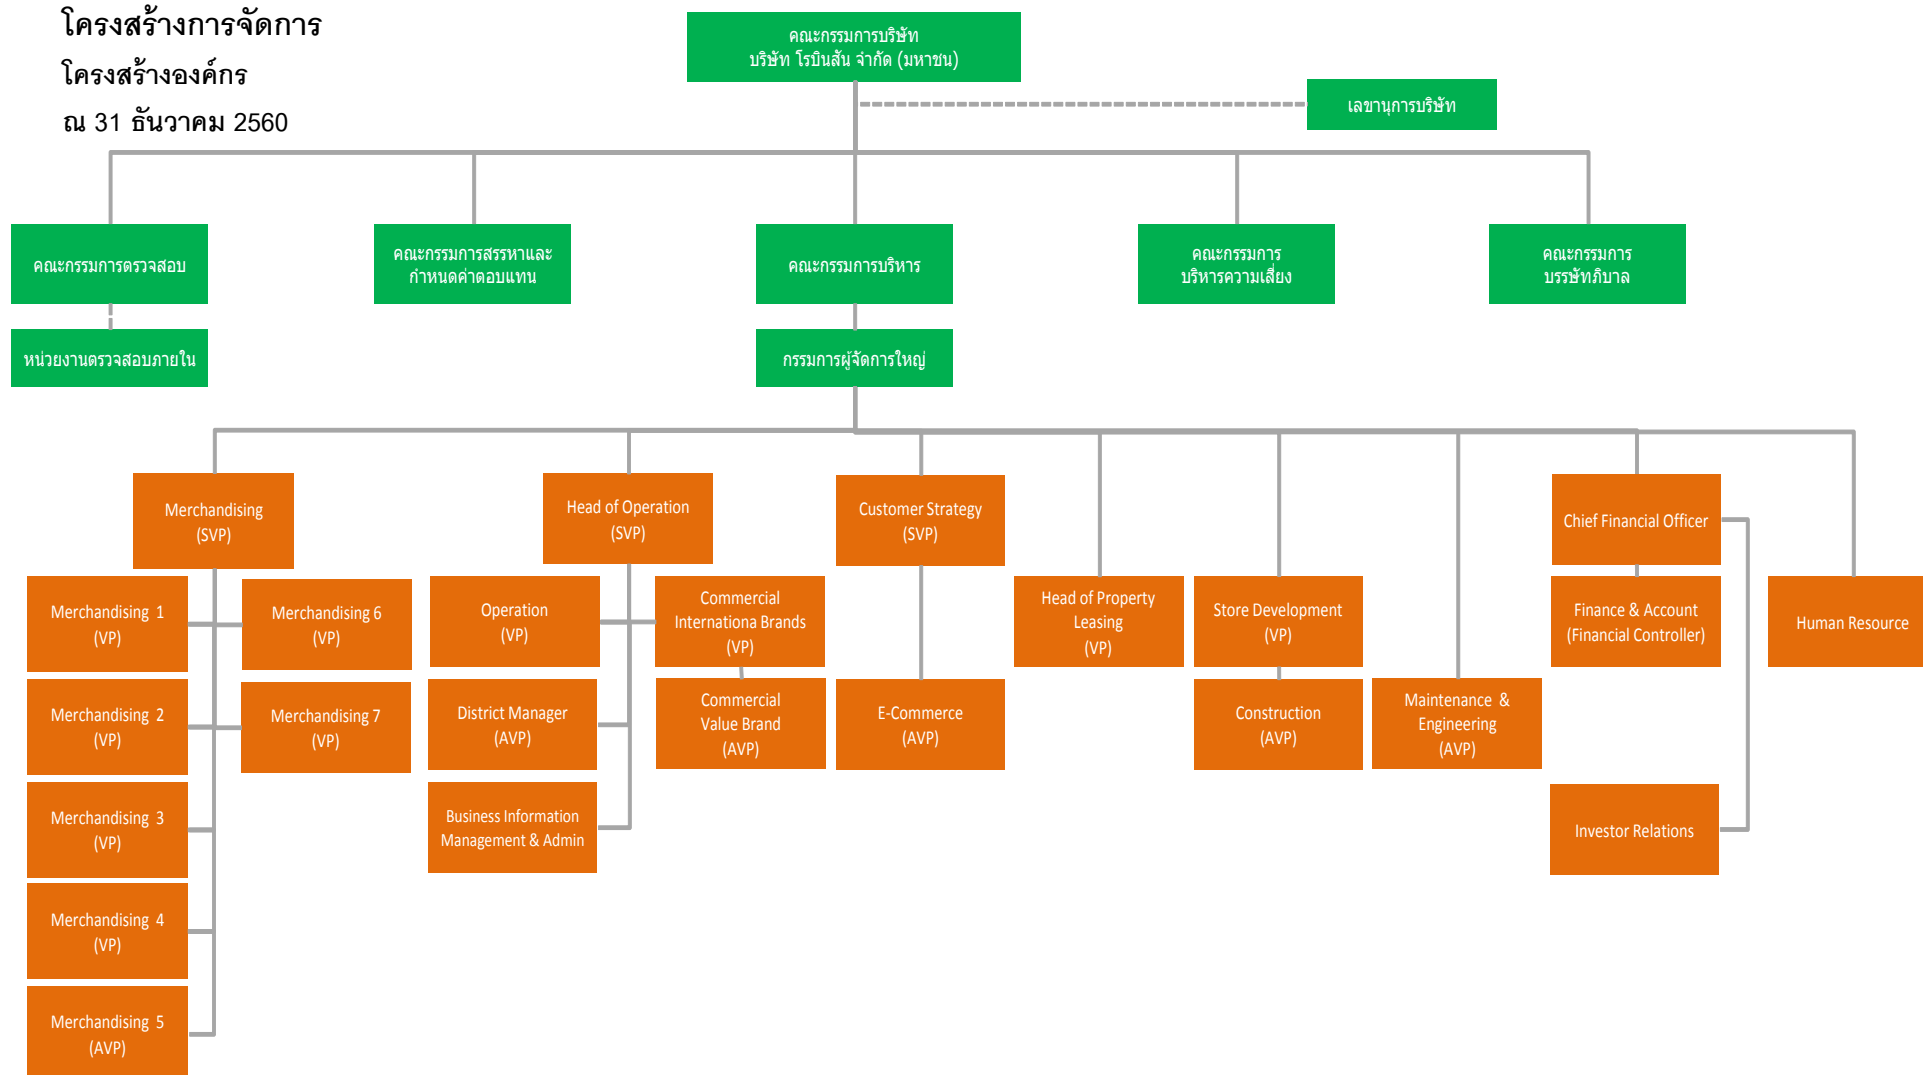 โครงสร้างการจัดการ
โครงสร้างองค์กร
ณ 31 ธันวาคม 2560
คณะกรรมการบริษัท
บริษัท โรบินสัน จำกัด (มหาชน)
เลขานุการบริษัท
คณะกรรมการตรวจสอบ
คณะกรรมการสรรหาและ
กำหนดค่าตอบแทน
คณะกรรมการบริหาร
คณะกรรมการ
บริหารความเสี่ยง
คณะกรรมการ
บรรษัทภิบาล
หน่วยงานตรวจสอบภายใน
กรรมการผู้จัดการใหญ่
Merchandising
(SVP)
Head of Operation
(SVP)
Customer Strategy
(SVP)
Chief Financial Officer
Merchandising 1
(VP)
Merchandising 6
(VP)
Operation
(VP)
Commercial
Internationa Brands
(VP)
Head of Property
Leasing
(VP)
Store Development
(VP)
Finance & Account
(Financial Controller)
Human Resource
Merchandising 2
(VP)
Merchandising 7
(VP)
District Manager
(AVP)
Commercial
Value Brand
(AVP)
E-Commerce
(AVP)
Construction
(AVP)
Maintenance &
Engineering
(AVP)
Merchandising 3
(VP)
Business Information
Management & Admin
Investor Relations
Merchandising 4
(VP)
Merchandising 5
(AVP)